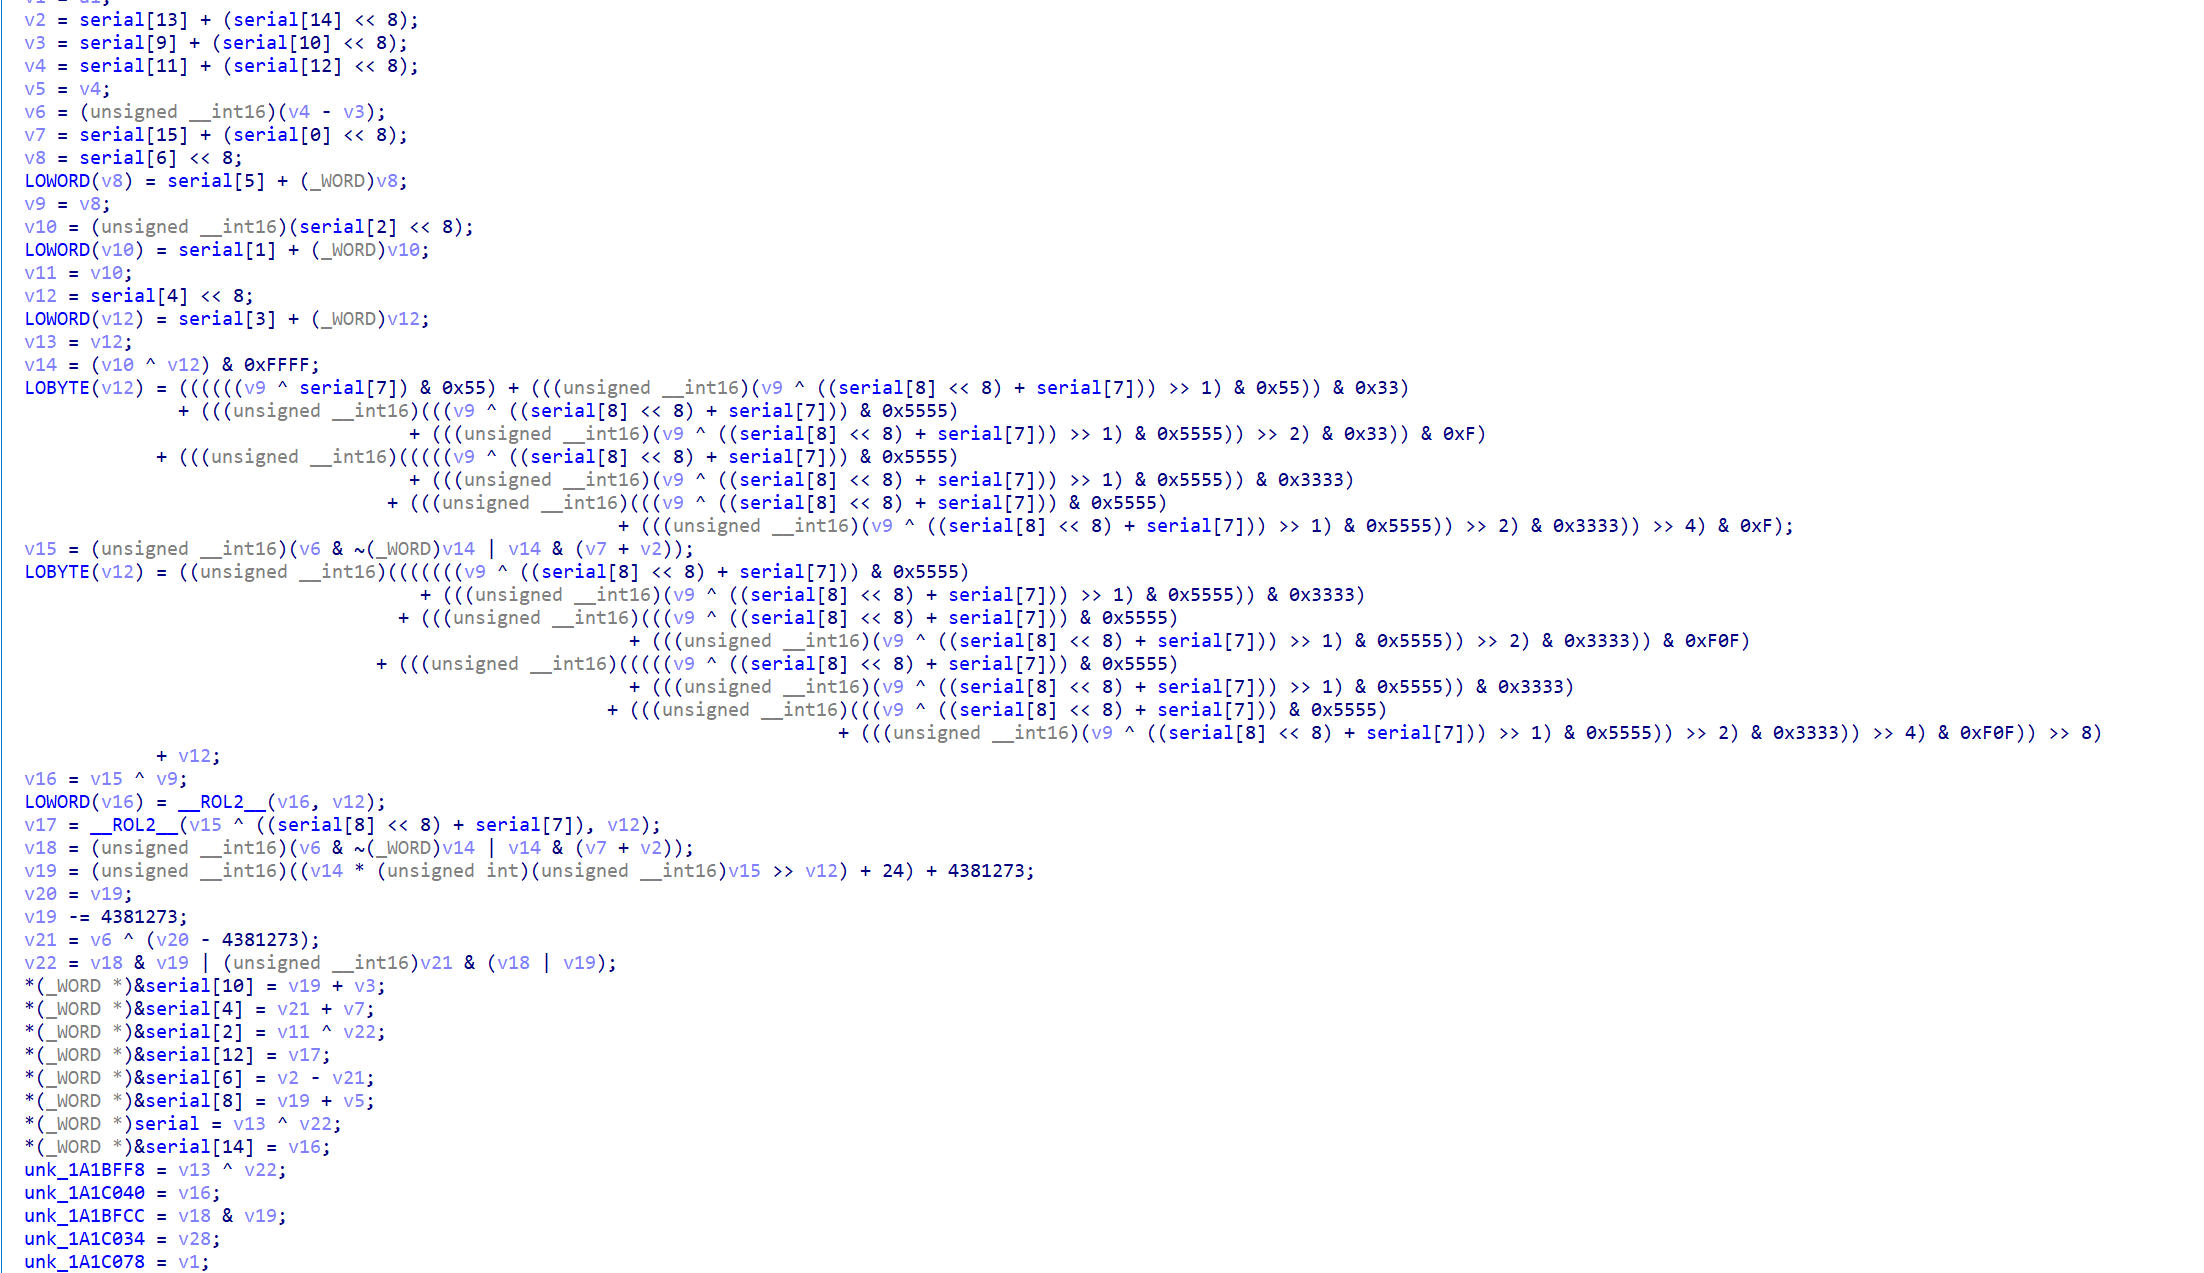 v2 = serial[13] + (serial[14] << 8);
v3 = serial[9] + (serial[10] << 8);
v4 = serial[11] + (serial[12] << 8);
v5 = v4;
v6 = (unsigned __int16)(v4 - v3);
v7 = serial[15] + (serial[0] << 8);
v8 = serial[6] << 8;
LOWORD(v8) = serial[5] + (_WORD)v8;
v9 = v8;
v10 = (unsigned __int16)(serial[2] << 8);
LOWORD(v10) = serial[1] + (_WORD)v10;
v11 = v10;
v12 = serial[4] << 8;
LOWORD(v12) = serial[3] + (_WORD)v12;
v13 = v12;
v14 = (v10 ^ v12) & 0xFFFF;
LOBYTE(v12) = ((((((v9 ^ serial[7]) & 0x55) + (((unsigned __int16)(v9 ^ ((serial[8] << 8) + serial[7])) >> 1) & 0x55)) & 0x33)
+ (((unsigned __int16)(((v9 ^ ((serial[8] << 8) + serial[7])) & 0x5555)
+ (((unsigned __int16)(v9 ^ ((serial[8] << 8) + serial[7])) >> 1) & 0x5555)) >> 2) & 0x33)) & 0xF)
+ (((unsigned __int16)(((((v9 ^ ((serial[8] << 8) + serial[7])) & 0x5555)
+ (((unsigned __int16)(v9 ^ ((serial[8] << 8) + serial[7])) >> 1) & 0x5555)) & 0x3333)
+ (((unsigned __int16)(((v9 ^ ((serial[8] << 8) + serial[7])) & 0x5555)
+ (((unsigned __int16)(v9 ^ ((serial[8] << 8) + serial[7])) >> 1) & 0x5555)) >> 2) & 0x3333)) >> 4) & 0xF);
v15 = (unsigned __int16)(v6 & ~(_WORD)v14 | v14 & (v7 + v2));
LOBYTE(v12) = ((unsigned __int16)(((((((v9 ^ ((serial[8] << 8) + serial[7])) & 0x5555)
+ (((unsigned __int16)(v9 ^ ((serial[8] << 8) + serial[7])) >> 1) & 0x5555)) & 0x3333)
+ (((unsigned __int16)(((v9 ^ ((serial[8] << 8) + serial[7])) & 0x5555)
+ (((unsigned __int16)(v9 ^ ((serial[8] << 8) + serial[7])) >> 1) & 0x5555)) >> 2) & 0x3333)) & 0xF0F)
+ (((unsigned __int16)(((((v9 ^ ((serial[8] << 8) + serial[7])) & 0x5555)
+ (((unsigned __int16)(v9 ^ ((serial[8] << 8) + serial[7])) >> 1) & 0x5555)) & 0x3333)
+ (((unsigned __int16)(((v9 ^ ((serial[8] << 8) + serial[7])) & 0x5555)
+ (((unsigned __int16)(v9 ^ ((serial[8] << 8) + serial[7])) >> 1) & 0x5555)) >> 2) & 0x3333)) >> 4) & 0xF0F)) >> 8)
+ v12;
v16 = v15 ^ v9;
LOWORD(v16) = __ROL2__(v16, v12);
v17 = __ROL2__(v15 ^ ((serial[8] << 8) + serial[7]), v12);
v18 = (unsigned __int16)(v6 & ~(_WORD)v14 | v14 & (v7 + v2));
v19 = (unsigned __int16)((v14 * (unsigned int)(unsigned __int16)v15 >> v12) + 24) + 4381273;
v20 = v19;
v19 -= 4381273;
v21 = v6 ^ (v20 - 4381273);
v22 = v18 & v19 | (unsigned __int16)v21 & (v18 | v19);
*(_WORD *)&serial[10] = v19 + v3;
*(_WORD *)&serial[4] = v21 + v7;
*(_WORD *)&serial[2] = v11 ^ v22;
*(_WORD *)&serial[12] = v17;
*(_WORD *)&serial[6] = v2 - v21;
*(_WORD *)&serial[8] = v19 + v5;
*(_WORD *)serial = v13 ^ v22;
*(_WORD *)&serial[14] = v16;
unk_1A1BFF8 = v13 ^ v22;
unk_1A1C040 = v16;
unk_1A1BFCC = v18 & v19;
unk_1A1C034 = v28;
unk_1A1C078 = v1;